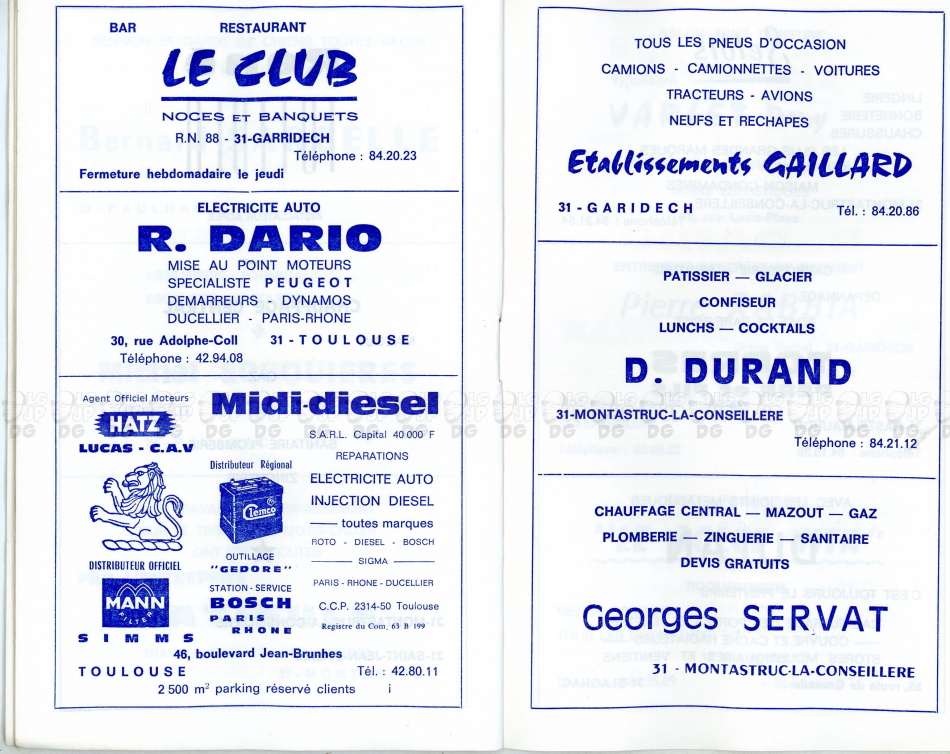 BAR RESTAURANT
LE CLUB
NOCES ET BANQUETS
R.N. 88 - 31-GARRIDECH
Téléphone : 84.20.23
Fermeture hebdomadaire le jeudi
ELECTRICITE AUTO
R. DARIO
MISE AU POINT MOTEURS
SPECIALISTE PEUGEOT
DEMARREURS - DYNAMOS
DUCELLIER - PARIS-RHONE
30, rue Adolphe-Coll 31 - TOULOUSE
Téléphone : 42.94.08
Agent Officiel Moteurs
HATZ
LUCAS - C.A.V
DISTRIBUTEUR OFFICIEL
MANN
FILTER
SIMMS
Midi-diesel
S.A.R.L. Capital 40 000 F
REPARATIONS
Distributeur Régional
Temco
OUTILLAGE
"GEDORE"
STATION-SERVICE
BOSCH
PARIS
RHONE
ELECTRICITE AUTO
INJECTION DIESEL
— toutes marques
ROTO - DIESEL - BOSCH
— SIGMA —
PARIS - RHONE - DUCELLIER
C.C.P. 2314-50 Toulouse
Registre du Com. 63 B 199
46, boulevard Jean-Brunhes
TOULOUSE Tél. : 42.80.11
2 500 m² parking réservé clients
TOUS LES PNEUS D'OCCASION
CAMIONS - CAMIONNETTES - VOITURES
TRACTEURS - AVIONS
NEUFS ET RECHAPES
Etablissements GAILLARD
31 - GARIDECH Tél. : 84.20.86
PATISSIER — GLACIER
CONFISEUR
LUNCHS — COCKTAILS
D. DURAND
31-MONTASTRUC-LA-CONSEILLERE
Téléphone : 84.21.12
CHAUFFAGE CENTRAL — MAZOUT — GAZ
PLOMBERIE — ZINGUERIE — SANITAIRE
DEVIS GRATUITS
Georges SERVAT
31 - MONTASTRUC-LA-CONSEILLERE